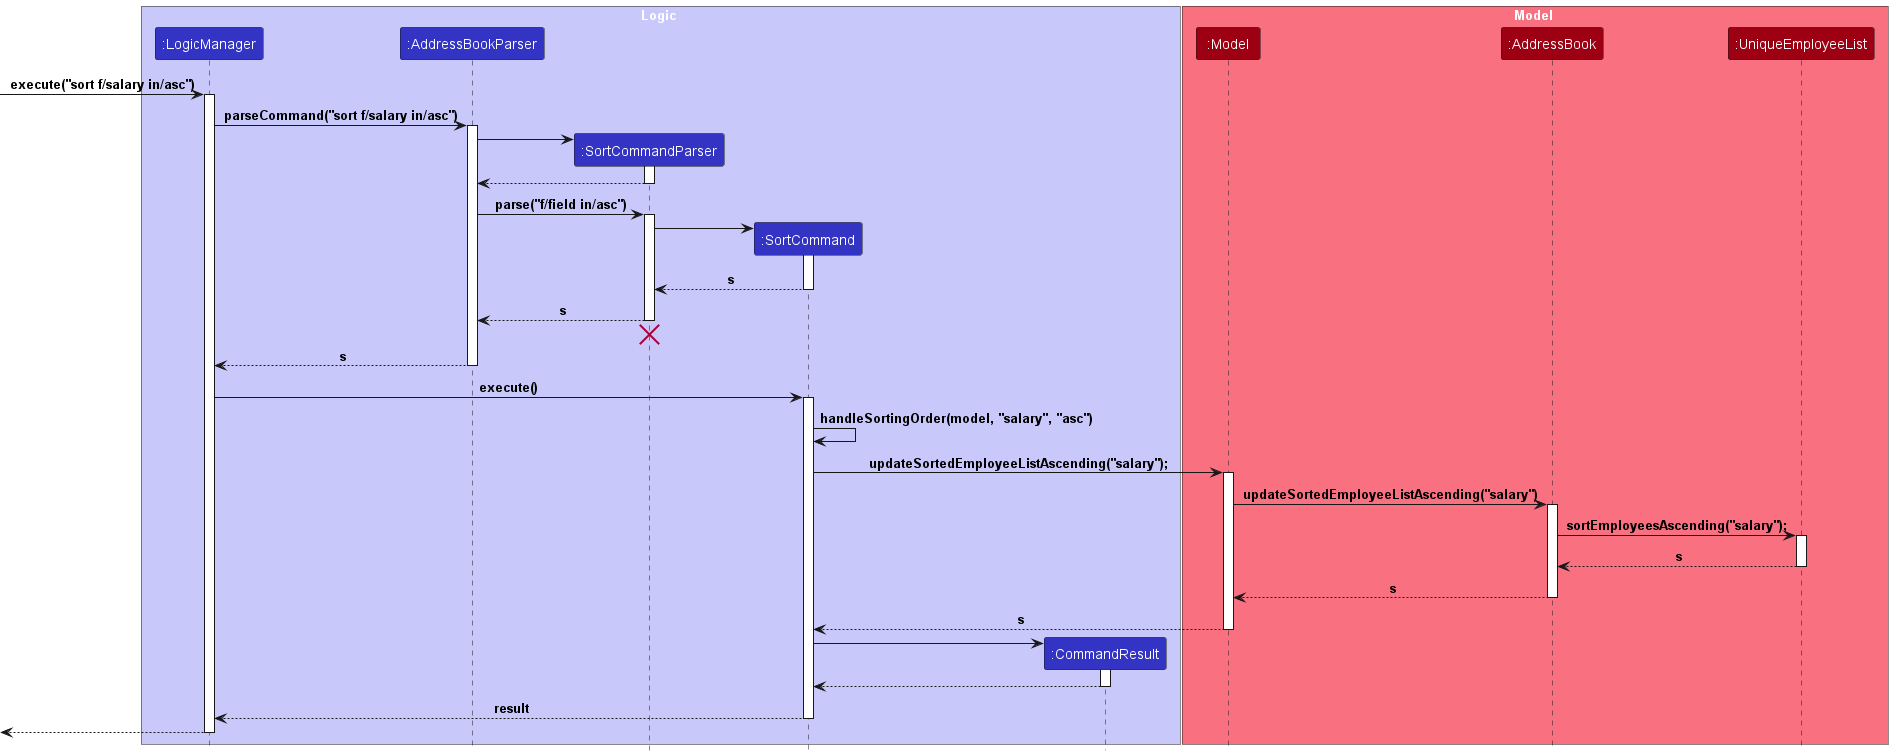 Logic
Model
:LogicManager
:AddressBookParser
:Model
:AddressBook
:UniqueEmployeeList
execute("sort f/salary in/asc")
parseCommand("sort f/salary in/asc")
:SortCommandParser
parse("f/field in/asc")
:SortCommand
s
s
s
execute()
handleSortingOrder(model, "salary", "asc")
updateSortedEmployeeListAscending("salary");
updateSortedEmployeeListAscending("salary")
sortEmployeesAscending("salary");
s
s
s
:CommandResult
result